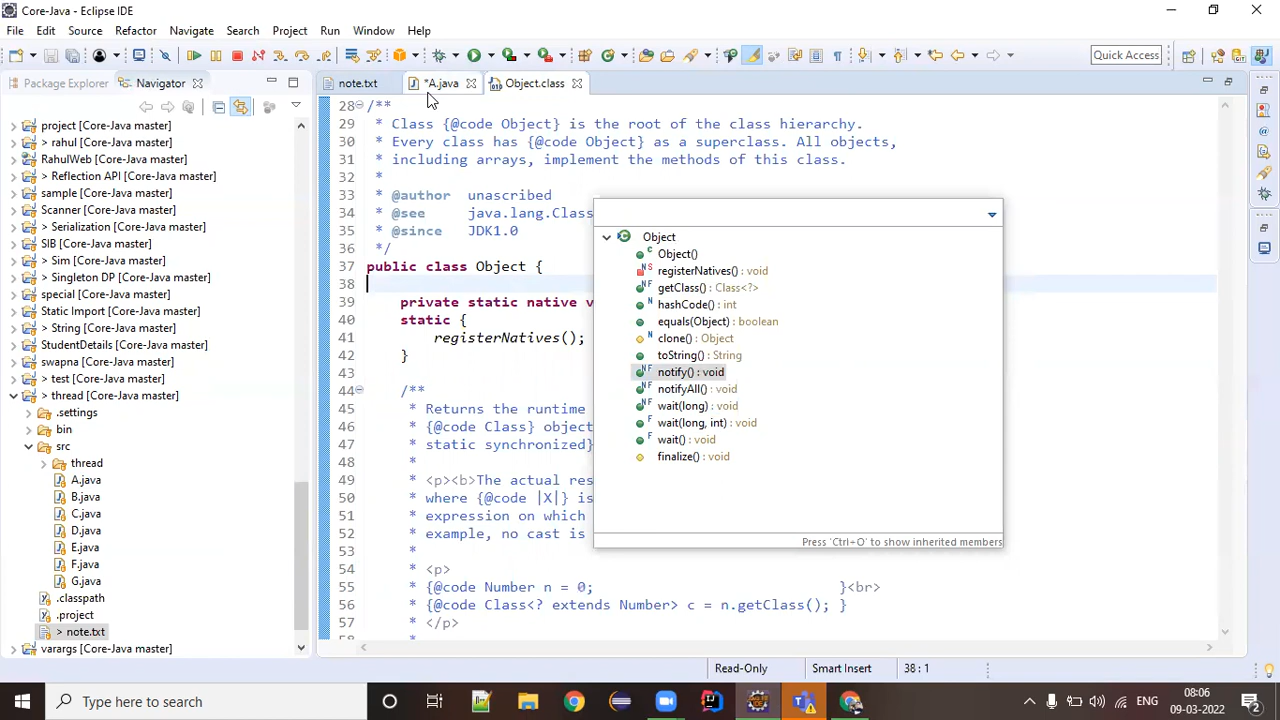 Core-Java - Eclipse IDE
File Edit Source Refactor Navigate Search Project Run Window Help
Quick Access
Package Explorer Navigator
note.txt *A.java Object.class
project [Core-Java master]
> rahul [Core-Java master]
RahulWeb [Core-Java master]
> Reflection API [Core-Java master]
sample [Core-Java master]
Scanner [Core-Java master]
> Serialization [Core-Java master]
SIB [Core-Java master]
> Sim [Core-Java master]
> Singleton DP [Core-Java master]
special [Core-Java master]
Static Import [Core-Java master]
> String [Core-Java master]
StudentDetails [Core-Java master]
swapna [Core-Java master]
> test [Core-Java master]
> thread [Core-Java master]
.settings
bin
src
thread
A.java
B.java
C.java
D.java
E.java
F.java
G.java
.classpath
.project
> note.txt
varargs [Core-Java master]
28 /**
29 * Class {@code Object} is the root of the class hierarchy.
30 * Every class has {@code Object} as a superclass. All objects,
31 * including arrays, implement the methods of this class.
32 *
33 * @author unascribed
34 * @see java.lang.Class
35 * @since JDK1.0
36 */
37 public class Object {
38
39 private static native v
40 static {
41 registerNatives();
42 }
43
44 /**
45 * Returns the runtime
46 * {@code Class} object
47 * static synchronized}
48 *
49 * <p><b>The actual res
50 * where {@code |X|} is
51 * expression on which
52 * example, no cast is
53 *
54 * <p>
55 * {@code Number n = 0; }<br>
56 * {@code Class<? extends Number> c = n.getClass(); }
57 * </p>
58 *
Object
Object()
registerNatives() : void
getClass() : Class<?>
hashCode() : int
equals(Object) : boolean
clone() : Object
toString() : String
notify() : void
notifyAll() : void
wait(long) : void
wait(long, int) : void
wait() : void
finalize() : void
Press 'Ctrl+O' to show inherited members
Read-Only Smart Insert 38 : 1
Type here to search
ENG
08:06
09-03-2022
2